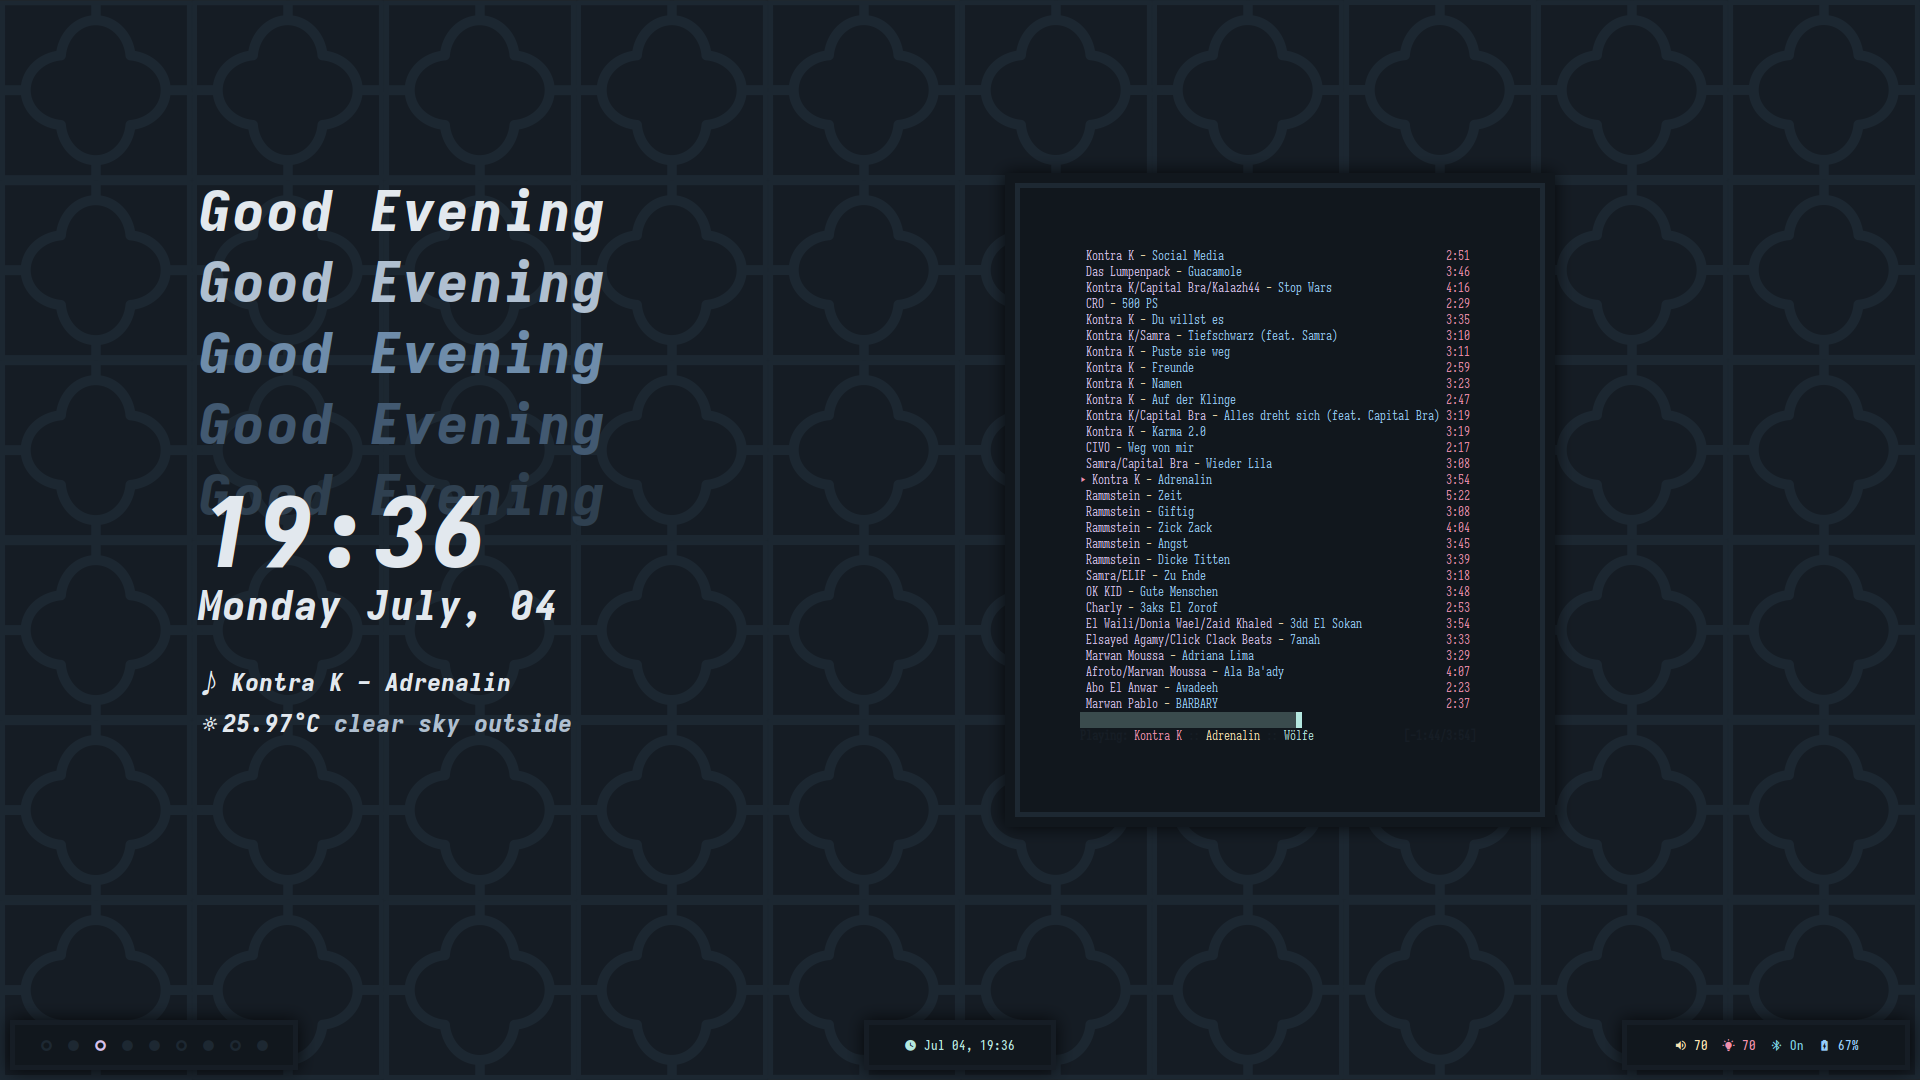 Good Evening
Good Evening
Good Evening
Good Evening
Good Evening
19:36
Monday July, 04
♪ Kontra K – Adrenalin
25.97°C clear sky outside
Kontra K - Social Media 2:51
Das Lumpenpack - Guacamole 3:46
Kontra K/Capital Bra/Kalazh44 - Stop Wars 4:16
CRO - 500 PS 2:29
Kontra K - Du willst es 3:35
Kontra K/Samra - Tiefschwarz (feat. Samra) 3:10
Kontra K - Puste sie weg 3:11
Kontra K - Freunde 2:59
Kontra K - Namen 3:23
Kontra K - Auf der Klinge 2:47
Kontra K/Capital Bra - Alles dreht sich (feat. Capital Bra) 3:19
Kontra K - Karma 2.0 3:19
CIVO - Weg von mir 2:17
Samra/Capital Bra - Wieder Lila 3:08
▸ Kontra K - Adrenalin 3:54
Rammstein - Zeit 5:22
Rammstein - Giftig 3:08
Rammstein - Zick Zack 4:04
Rammstein - Angst 3:45
Rammstein - Dicke Titten 3:39
Samra/ELIF - Zu Ende 3:18
OK KID - Gute Menschen 3:48
Charly - 3aks El Zorof 2:53
El Waili/Donia Wael/Zaid Khaled - 3dd El Sokan 3:54
Elsayed Agamy/Click Clack Beats - 7anah 3:33
Marwan Moussa - Adriana Lima 3:29
Afroto/Marwan Moussa - Ala Ba'ady 4:07
Abo El Anwar - Awadeeh 2:23
Marwan Pablo - BARBARY 2:37
Playing: Kontra K Adrenalin Wölfe
Jul 04, 19:36
70 70 On 67%